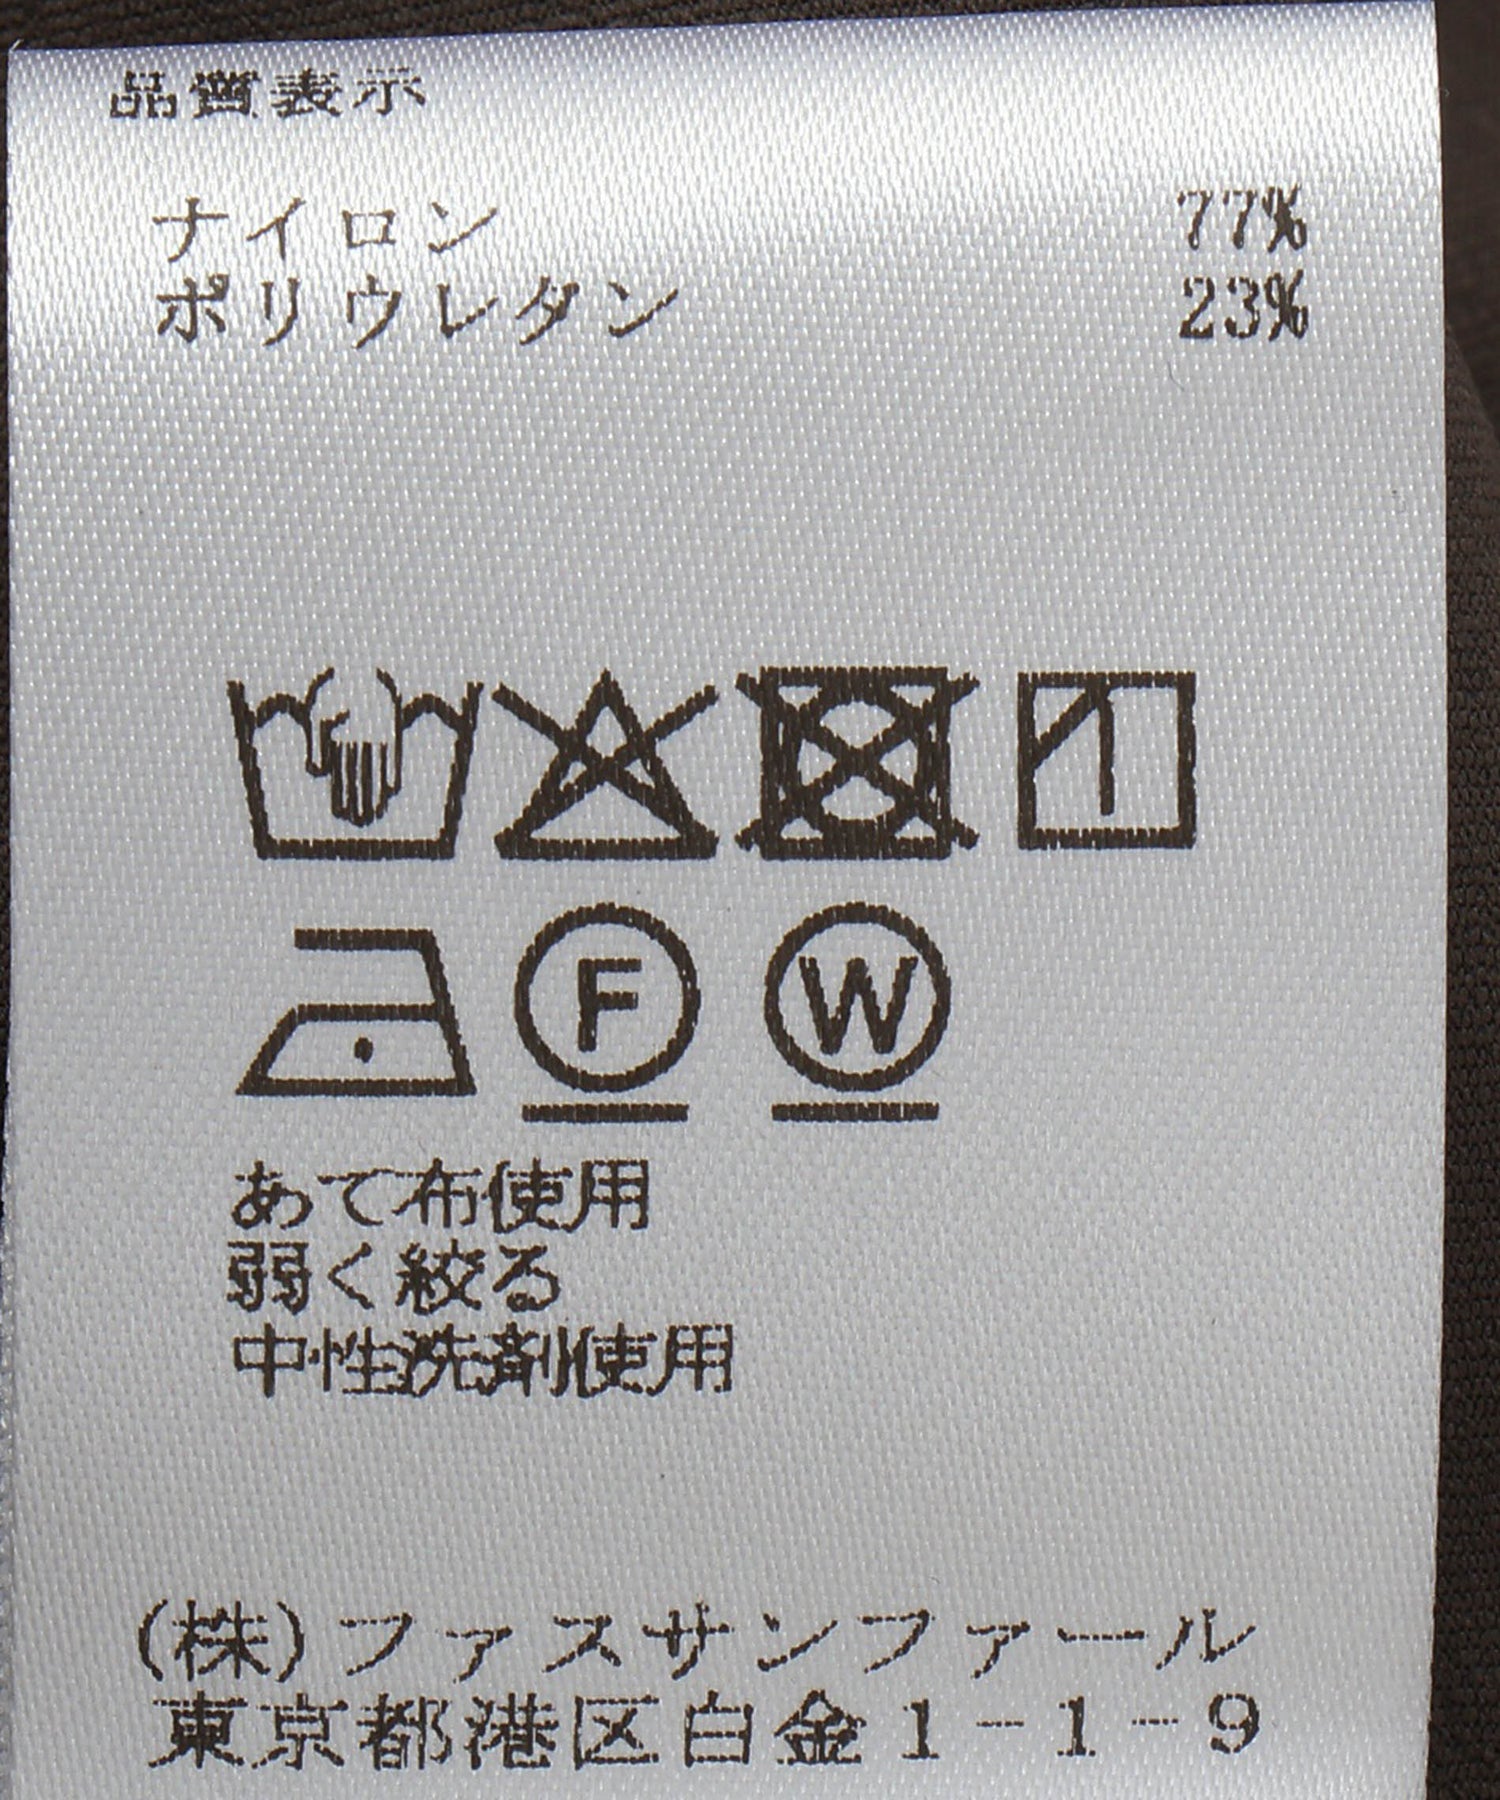 品質表示
ナイロン 77%
ポリウレタン 23%
F W
あて布使用
弱く絞る
中性洗剤使用
(株)ファスサンファール
東京都港区白金1-1-9